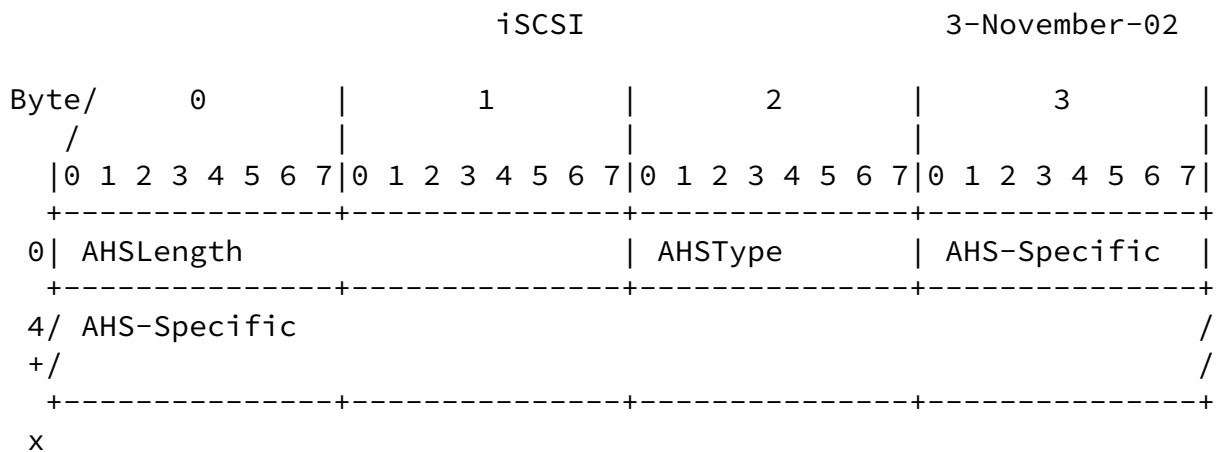 iSCSI 3-November-02
Byte/ 0 | 1 | 2 | 3 |
/ | | | |
|0 1 2 3 4 5 6 7|0 1 2 3 4 5 6 7|0 1 2 3 4 5 6 7|0 1 2 3 4 5 6 7|
+---------------+---------------+---------------+---------------+
0| AHSLength | AHSType | AHS-Specific |
+---------------+---------------+---------------+---------------+
4/ AHS-Specific /
+/ /
+---------------+---------------+---------------+---------------+
x